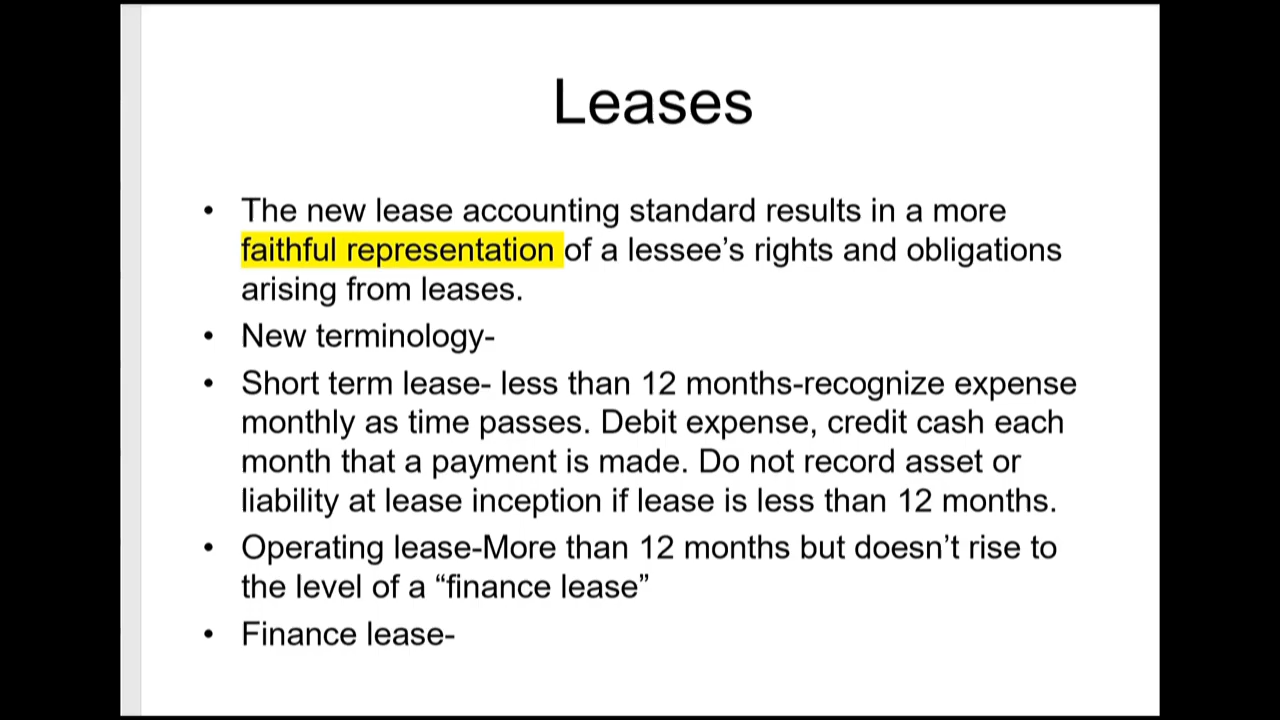 Leases
• The new lease accounting standard results in a more
faithful representation of a lessee’s rights and obligations
arising from leases.
• New terminology-
• Short term lease- less than 12 months-recognize expense
monthly as time passes. Debit expense, credit cash each
month that a payment is made. Do not record asset or
liability at lease inception if lease is less than 12 months.
• Operating lease-More than 12 months but doesn’t rise to
the level of a “finance lease”
• Finance lease-